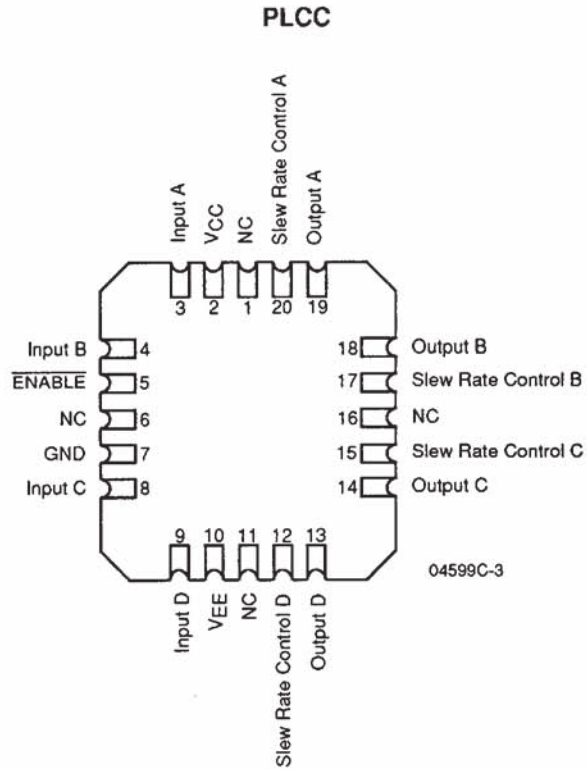 PLCC
Input A
VCC
NC
Slew Rate Control A
Output A
3 2 1 20 19
Input B 4
ENABLE 5
NC 6
GND 7
Input C 8
18 Output B
17 Slew Rate Control B
16 NC
15 Slew Rate Control C
14 Output C
9 10 11 12 13
Input D
VEE
NC
Slew Rate Control D
Output D
04599C-3